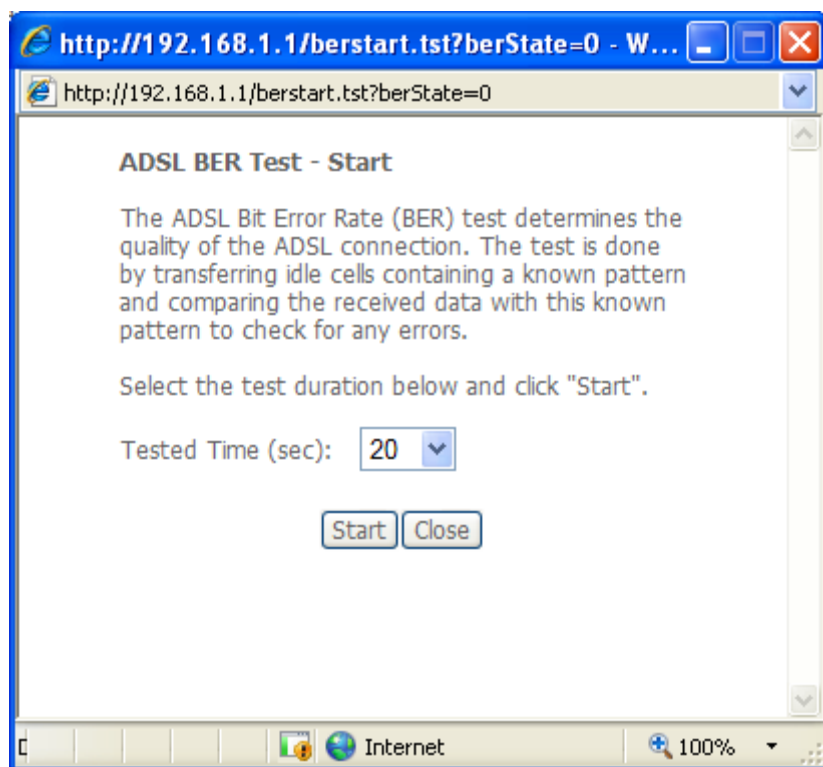 http://192.168.1.1/berstart.tst?berState=0 - W...
http://192.168.1.1/berstart.tst?berState=0
ADSL BER Test - Start
The ADSL Bit Error Rate (BER) test determines the
quality of the ADSL connection. The test is done
by transferring idle cells containing a known pattern
and comparing the received data with this known
pattern to check for any errors.
Select the test duration below and click "Start".
Tested Time (sec): 20
Start Close
Internet 100%